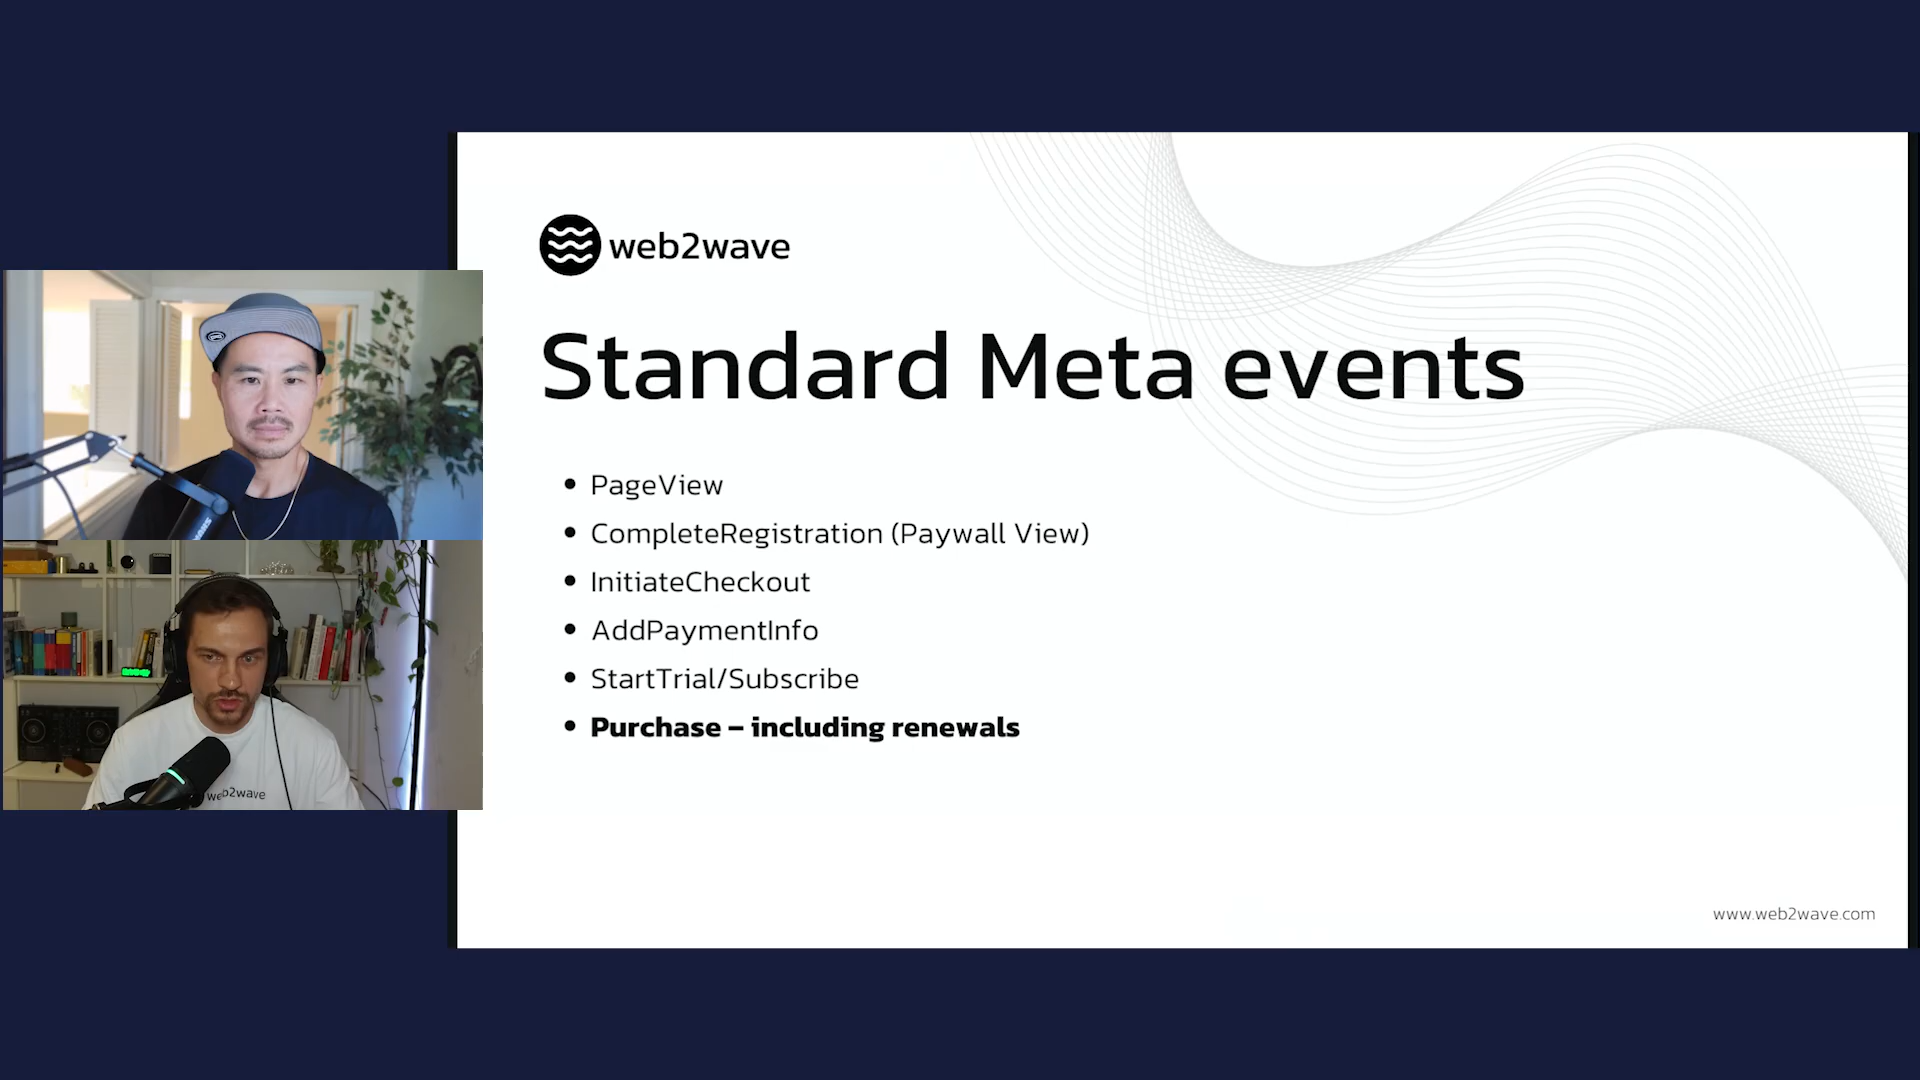 web2wave
Standard Meta events
• PageView
• CompleteRegistration (Paywall View)
• InitiateCheckout
• AddPaymentInfo
• StartTrial/Subscribe
• Purchase – including renewals
www.web2wave.com
web2wave